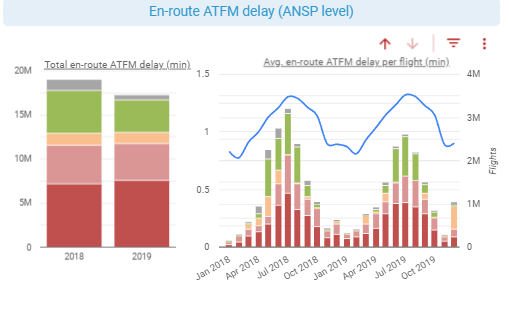 En-route ATFM delay (ANSP level)
Total en-route ATFM delay (min)
20M
15M
10M
5M
0
2018
2019
Avg. en-route ATFM delay per flight (min)
1.5
1
0.5
0
4M
3M
2M
1M
0
Flights
Jan 2018
Apr 2018
Jul 2018
Oct 2018
Jan 2019
Apr 2019
Jul 2019
Oct 2019